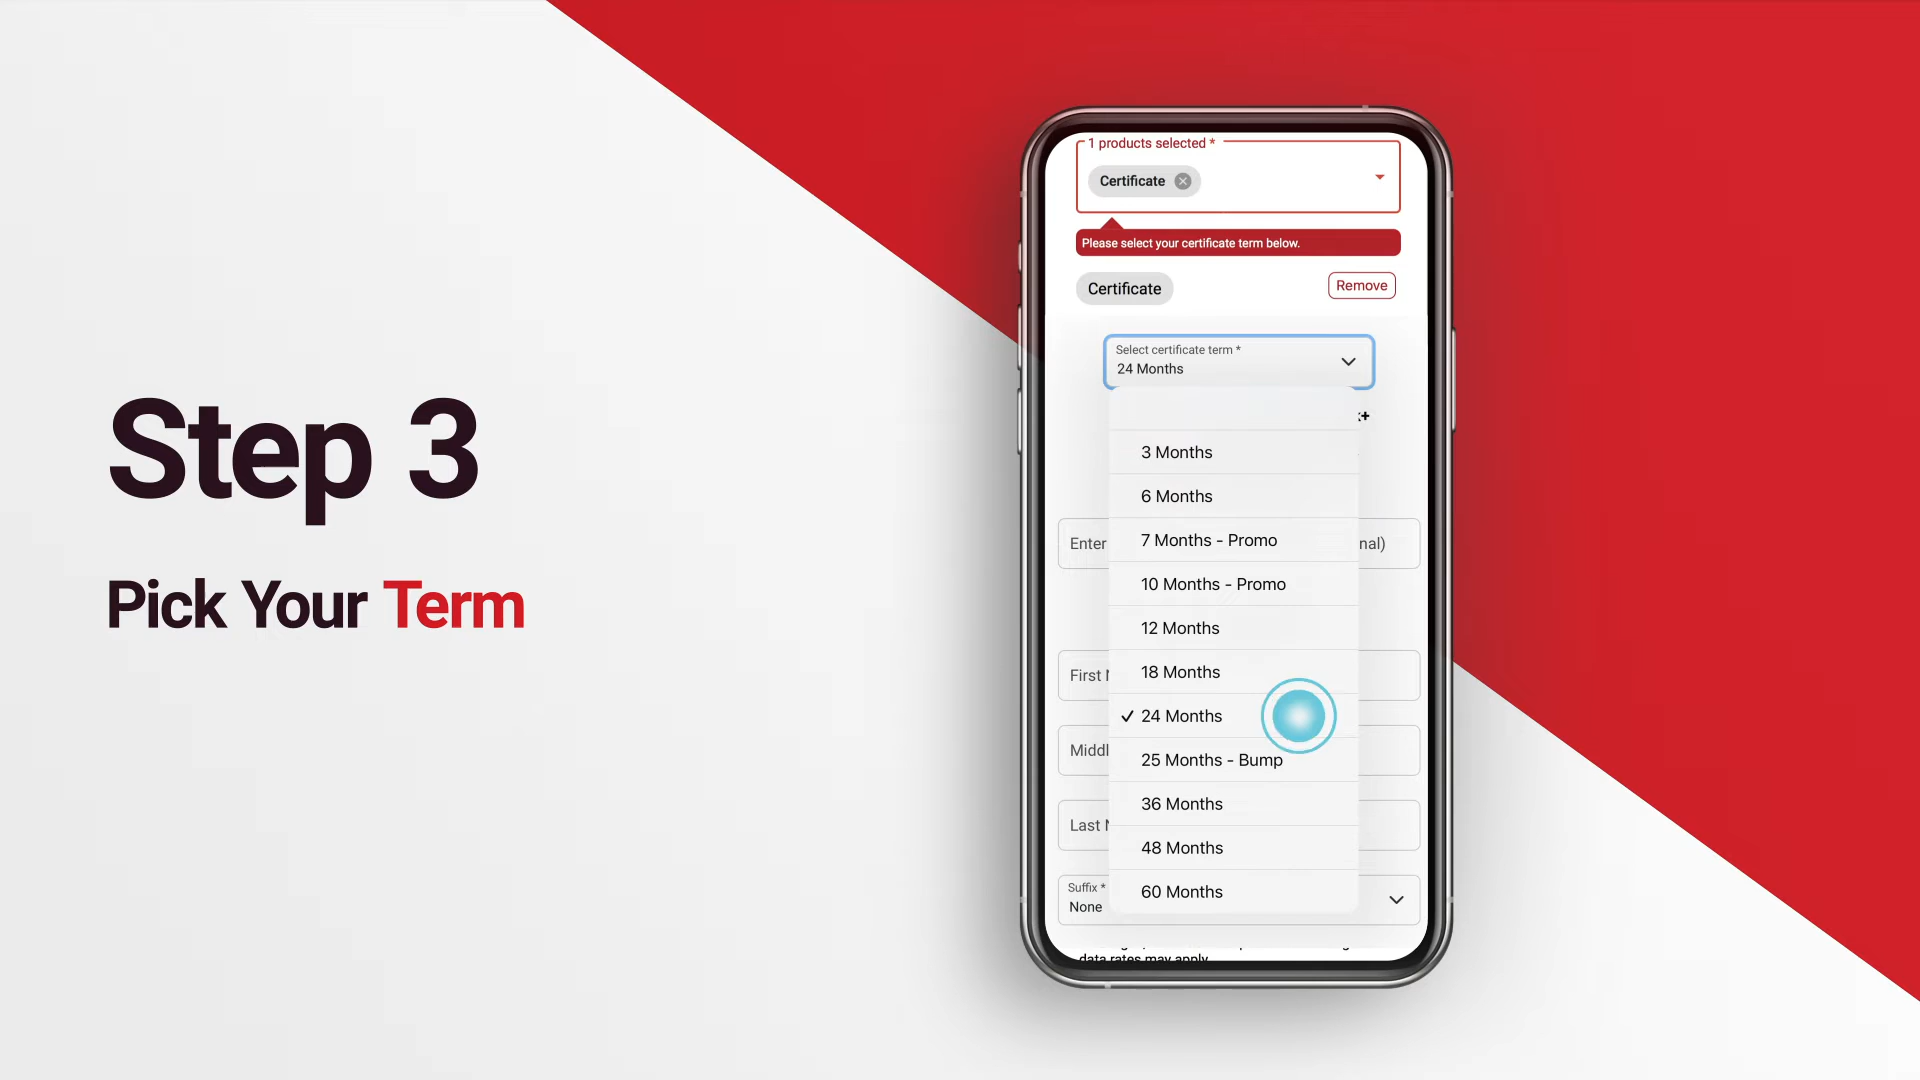 Step 3
Pick Your Term
1 products selected *
Certificate
Please select your certificate term below.
Certificate
Remove
Select certificate term *
24 Months
3 Months
6 Months
7 Months - Promo
10 Months - Promo
12 Months
18 Months
24 Months
25 Months - Bump
36 Months
48 Months
60 Months
Enter
nal)
First
Middl
Last
Suffix *
None
data rates may apply